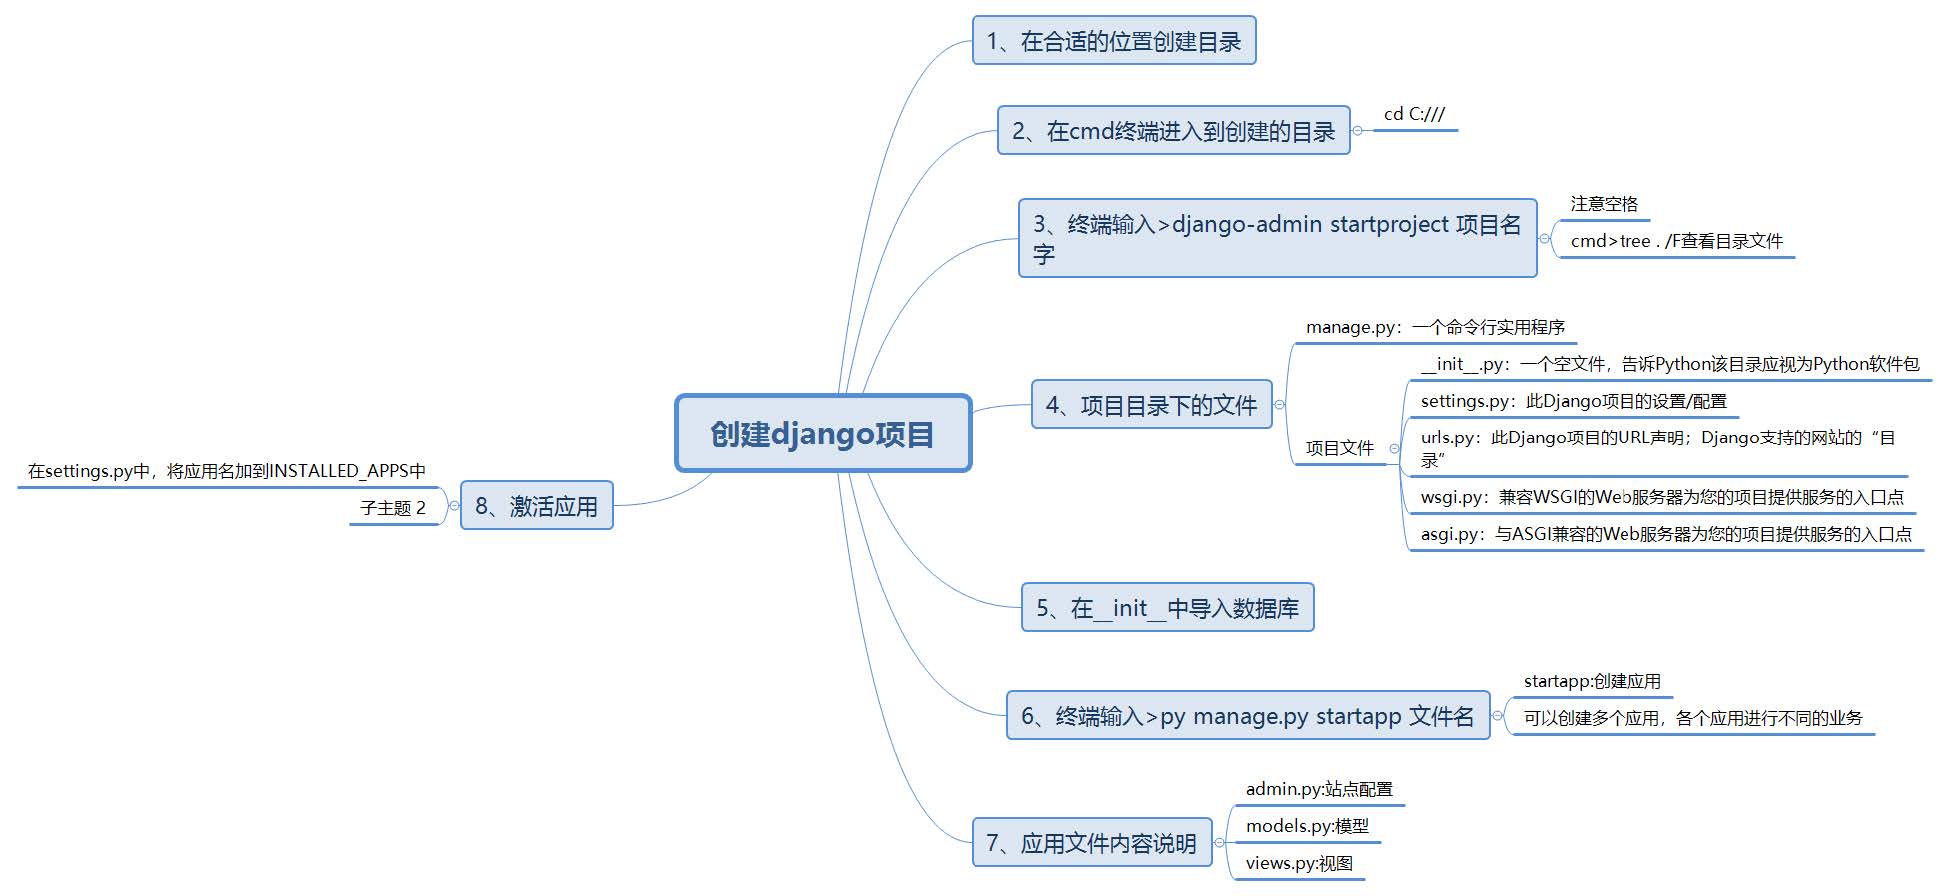 创建django项目
1、在合适的位置创建目录
2、在cmd终端进入到创建的目录
cd C:///
3、终端输入>django-admin startproject 项目名
字
注意空格
cmd>tree . /F查看目录文件
4、项目目录下的文件
manage.py：一个命令行实用程序
项目文件
__init__.py：一个空文件，告诉Python该目录应视为Python软件包
settings.py：此Django项目的设置/配置
urls.py：此Django项目的URL声明；Django支持的网站的“目
录”
wsgi.py：兼容WSGI的Web服务器为您的项目提供服务的入口点
asgi.py：与ASGI兼容的Web服务器为您的项目提供服务的入口点
5、在__init__中导入数据库
6、终端输入>py manage.py startapp 文件名
startapp:创建应用
可以创建多个应用，各个应用进行不同的业务
7、应用文件内容说明
admin.py:站点配置
models.py:模型
views.py:视图
8、激活应用
在settings.py中，将应用名加到INSTALLED_APPS中
子主题 2